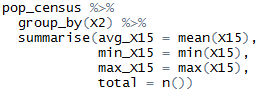 pop_census %>%
  group_by(X2) %>%
  summarise(avg_X15 = mean(X15),
            min_X15 = min(X15),
            max_X15 = max(X15),
            total = n())